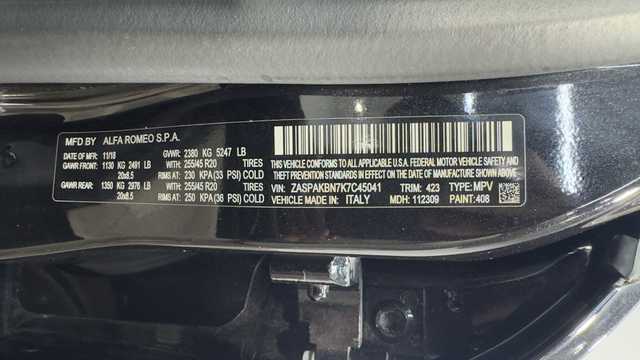 MFD BY ALFA ROMEO S.P.A.
DATE: 11/18 GVWR: 2380 KG 5247 LB
GAWR FRONT: 1130 KG 2491 LB WITH: 255/45 R20 TIRES
20x8.5 RIMS AT: 230 KPA(33 PSI) COLD
GAWR REAR: 1350 KG 2976 LB WITH: 255/45 R20 TIRES
20x8.5 RIMS AT: 250 KPA(36 PSI) COLD
THIS VEHICLE CONFORMS TO ALL APPLICABLE U.S.A. FEDERAL MOTOR VEHICLE SAFETY, BUMPER AND
THEFT PREVENTION STANDARDS IN EFFECT ON THE DATE OF MANUFACTURE SHOWN ABOVE.
VIN: ZASPAKBN7K7C45041 TRIM: 423 TYPE: MPV
VEHICLE MADE IN: ITALY MDH: 112309 PAINT: 408